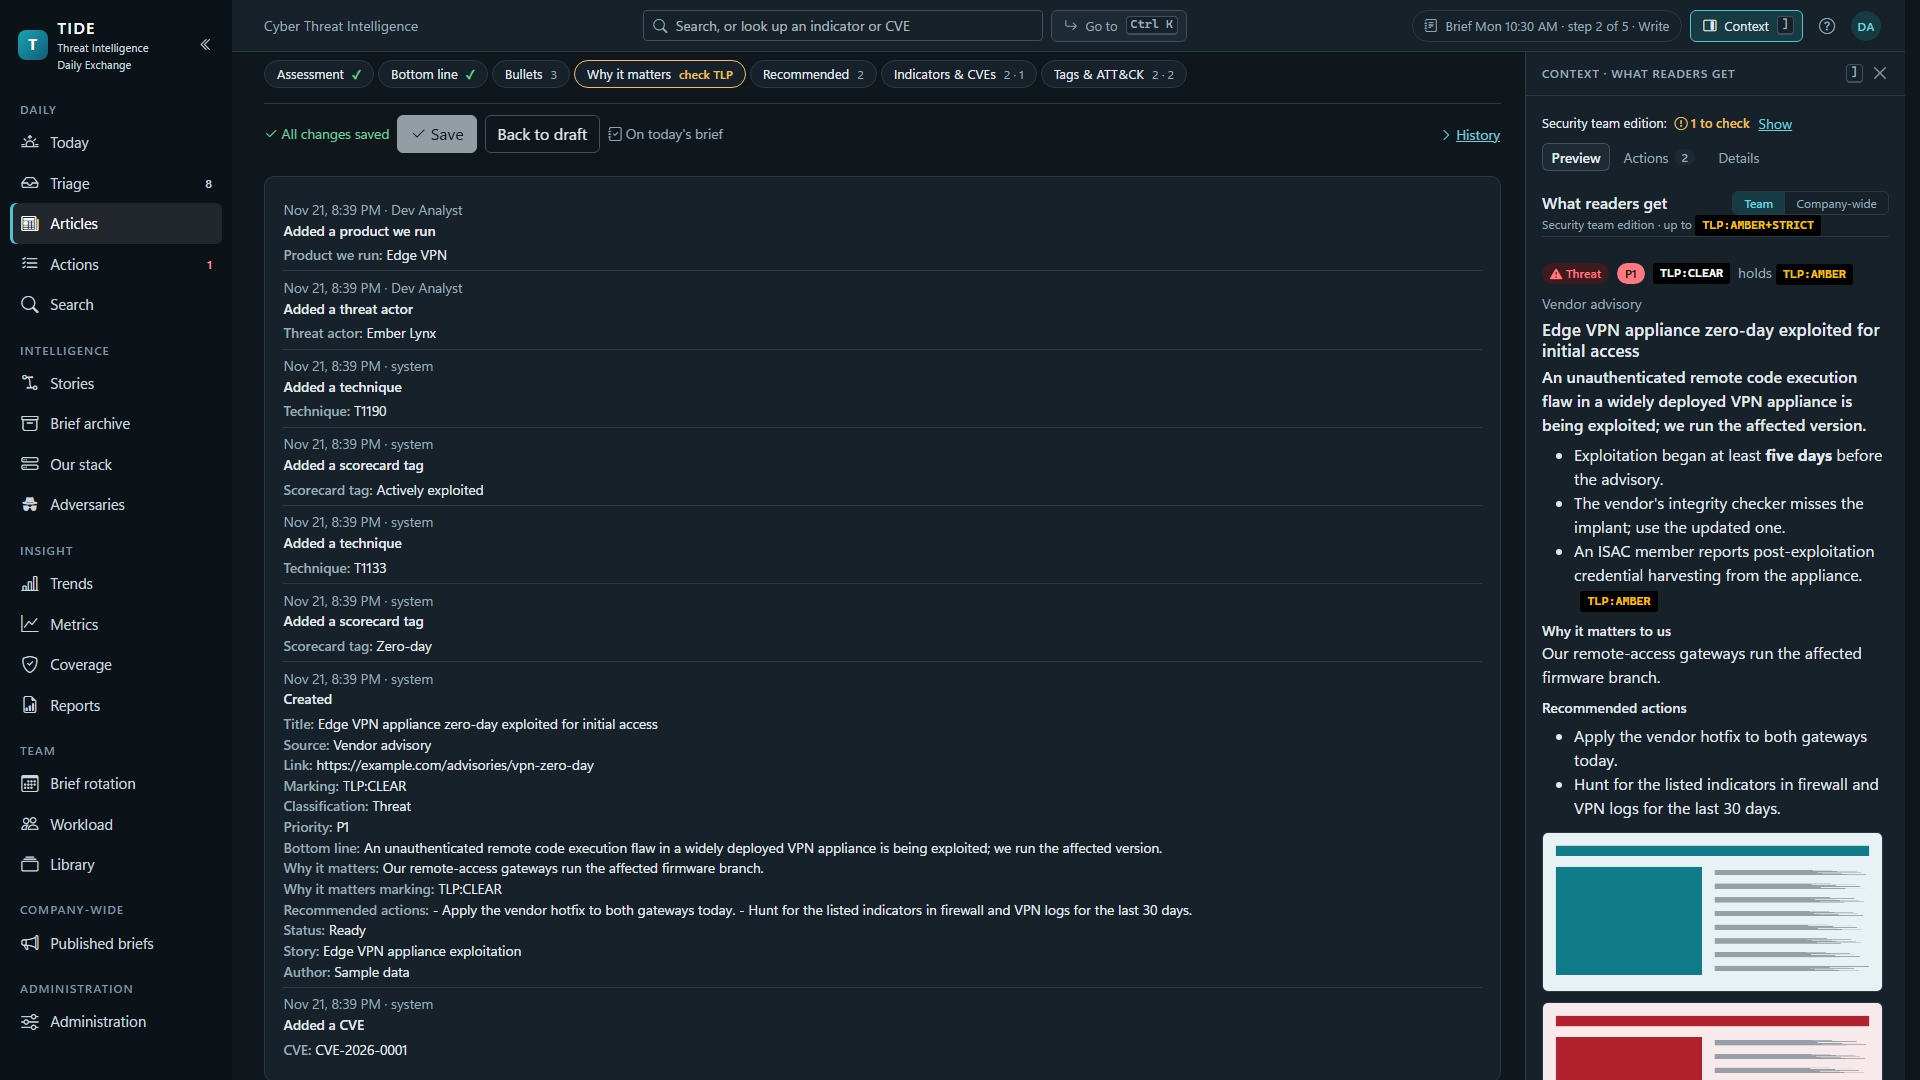 T
TIDE
Threat Intelligence
Daily Exchange
DAILY
Today
Triage 8
Articles
Actions 1
Search
INTELLIGENCE
Stories
Brief archive
Our stack
Adversaries
INSIGHT
Trends
Metrics
Coverage
Reports
TEAM
Brief rotation
Workload
Library
COMPANY-WIDE
Published briefs
ADMINISTRATION
Administration
Cyber Threat Intelligence
Search, or look up an indicator or CVE
Go to Ctrl K
Brief Mon 10:30 AM · step 2 of 5 · Write
Context ]
DA
Assessment ✓
Bottom line ✓
Bullets 3
Why it matters check TLP
Recommended 2
Indicators & CVEs 2 · 1
Tags & ATT&CK 2 · 2
All changes saved
Save
Back to draft
On today's brief
History
Nov 21, 8:39 PM · Dev Analyst
Added a product we run
Product we run: Edge VPN
Nov 21, 8:39 PM · Dev Analyst
Added a threat actor
Threat actor: Ember Lynx
Nov 21, 8:39 PM · system
Added a technique
Technique: T1190
Nov 21, 8:39 PM · system
Added a scorecard tag
Scorecard tag: Actively exploited
Nov 21, 8:39 PM · system
Added a technique
Technique: T1133
Nov 21, 8:39 PM · system
Added a scorecard tag
Scorecard tag: Zero-day
Nov 21, 8:39 PM · system
Created
Title: Edge VPN appliance zero-day exploited for initial access
Source: Vendor advisory
Link: https://example.com/advisories/vpn-zero-day
Marking: TLP:CLEAR
Classification: Threat
Priority: P1
Bottom line: An unauthenticated remote code execution flaw in a widely deployed VPN appliance is being exploited; we run the affected version.
Why it matters: Our remote-access gateways run the affected firmware branch.
Why it matters marking: TLP:CLEAR
Recommended actions: - Apply the vendor hotfix to both gateways today. - Hunt for the listed indicators in firewall and VPN logs for the last 30 days.
Status: Ready
Story: Edge VPN appliance exploitation
Author: Sample data
Nov 21, 8:39 PM · system
Added a CVE
CVE: CVE-2026-0001
CONTEXT · WHAT READERS GET ]
Security team edition: 1 to check Show
Preview Actions 2 Details
What readers get Team Company-wide
Security team edition · up to TLP:AMBER+STRICT
Threat P1 TLP:CLEAR holds TLP:AMBER
Vendor advisory
Edge VPN appliance zero-day exploited for
initial access
An unauthenticated remote code execution
flaw in a widely deployed VPN appliance is
being exploited; we run the affected version.
• Exploitation began at least five days before
the advisory.
• The vendor's integrity checker misses the
implant; use the updated one.
• An ISAC member reports post-exploitation
credential harvesting from the appliance.
TLP:AMBER
Why it matters to us
Our remote-access gateways run the affected
firmware branch.
Recommended actions
• Apply the vendor hotfix to both gateways
today.
• Hunt for the listed indicators in firewall and
VPN logs for the last 30 days.